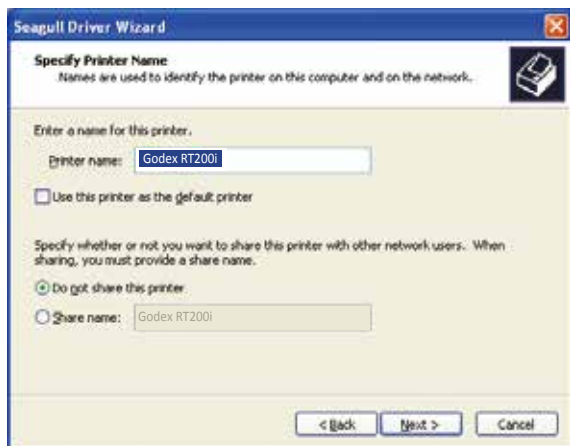 Seagull Driver Wizard
Specify Printer Name
Names are used to identify the printer on this computer and on the network.
Enter a name for this printer.
Printer name: Godex RT200i
Use this printer as the default printer
Specify whether or not you want to share this printer with other network users. When
sharing, you must provide a share name.
Do not share this printer
Share name: Godex RT200i
< Back Next > Cancel